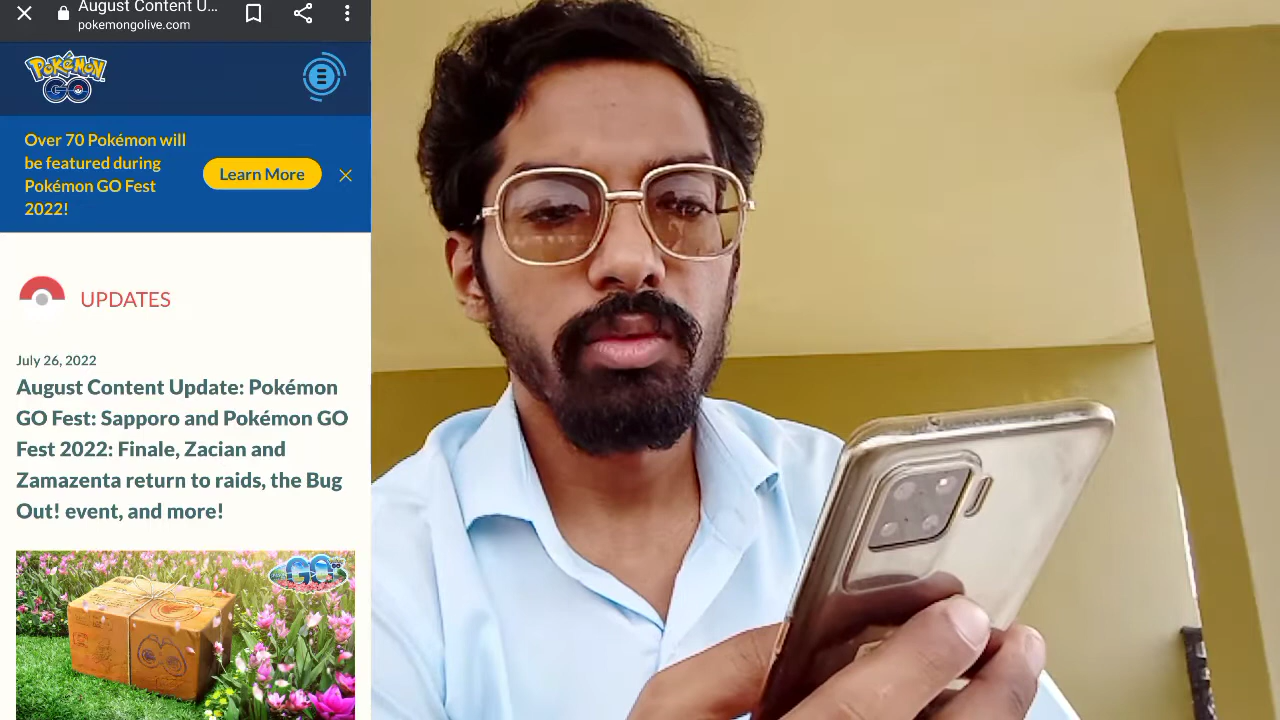 August Content U...
pokemongolive.com
POKÉMON
GO
Over 70 Pokémon will
be featured during
Pokémon GO Fest
2022!
Learn More
UPDATES
July 26, 2022
August Content Update: Pokémon
GO Fest: Sapporo and Pokémon GO
Fest 2022: Finale, Zacian and
Zamazenta return to raids, the Bug
Out! event, and more!
GO